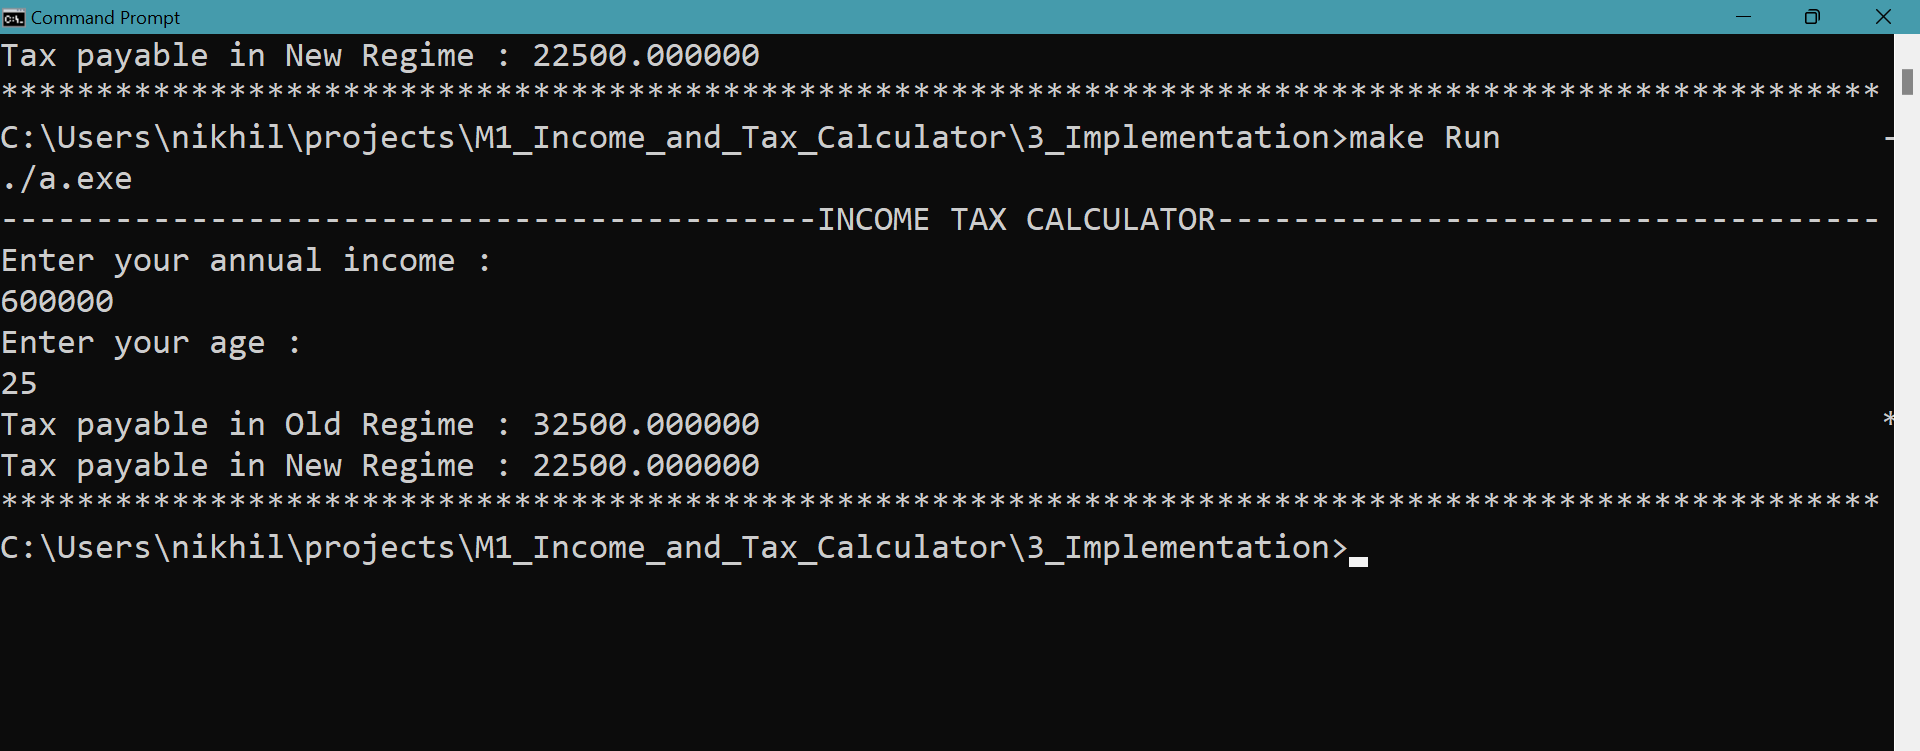 Command Prompt
Tax payable in New Regime : 22500.000000
***************************************************************************************************
C:\Users\nikhil\projects\M1_Income_and_Tax_Calculator\3_Implementation>make Run
./a.exe
-------------------------------------------INCOME TAX CALCULATOR-----------------------------------
Enter your annual income :
600000
Enter your age :
25
Tax payable in Old Regime : 32500.000000
Tax payable in New Regime : 22500.000000
***************************************************************************************************
C:\Users\nikhil\projects\M1_Income_and_Tax_Calculator\3_Implementation>